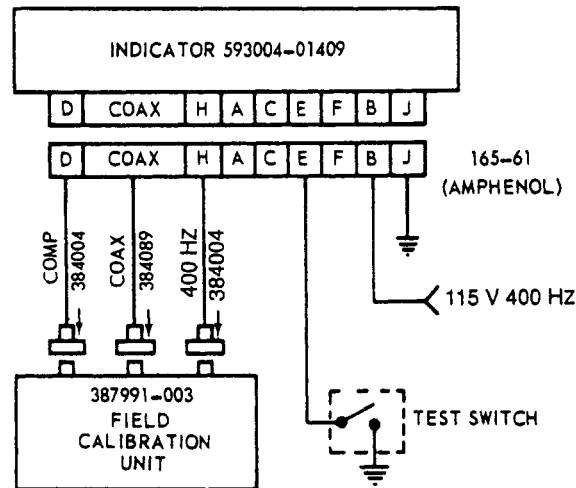 INDICATOR 593004-01409
D COAX H A C E F B J
D COAX H A C E F B J
165-61
(AMPHENOL)
COMP
384004
COAX
384089
400 HZ
384004
115 V 400 HZ
387991-003
FIELD
CALIBRATION
UNIT
TEST SWITCH